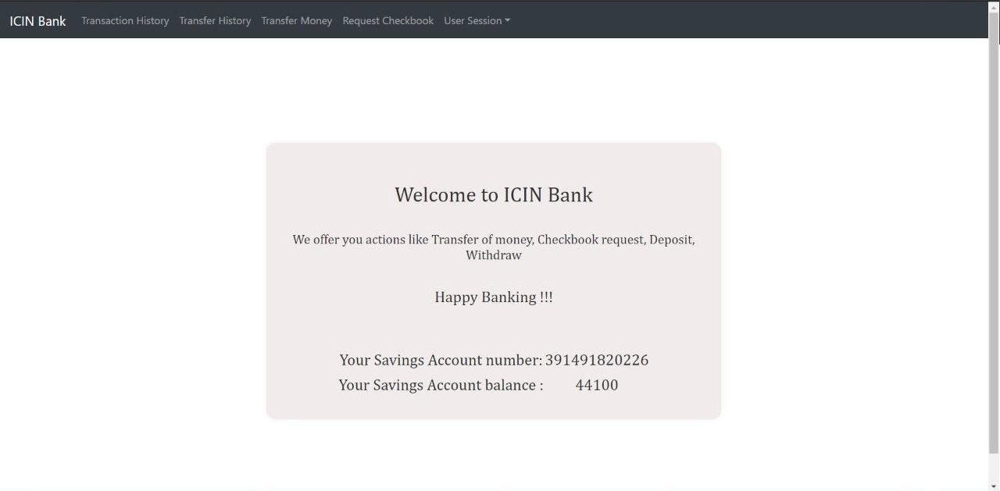 ICIN Bank Transaction History Transfer History Transfer Money Request Checkbook User Session
Welcome to ICIN Bank
We offer you actions like Transfer of money, Checkbook request, Deposit,
Withdraw
Happy Banking !!!
Your Savings Account number: 391491820226
Your Savings Account balance : 44100